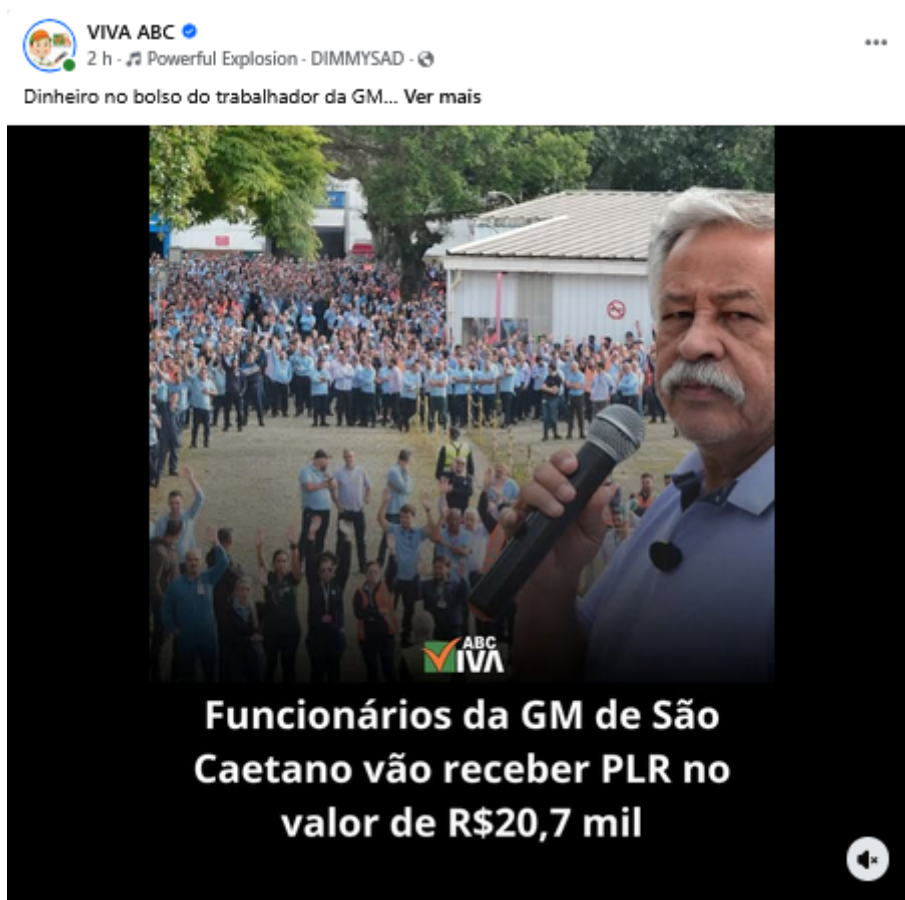 VIVA ABC
2 h · Powerful Explosion · DIMMYSAD ·
Dinheiro no bolso do trabalhador da GM... Ver mais
ABC
VIVA
Funcionários da GM de São
Caetano vão receber PLR no
valor de R$20,7 mil